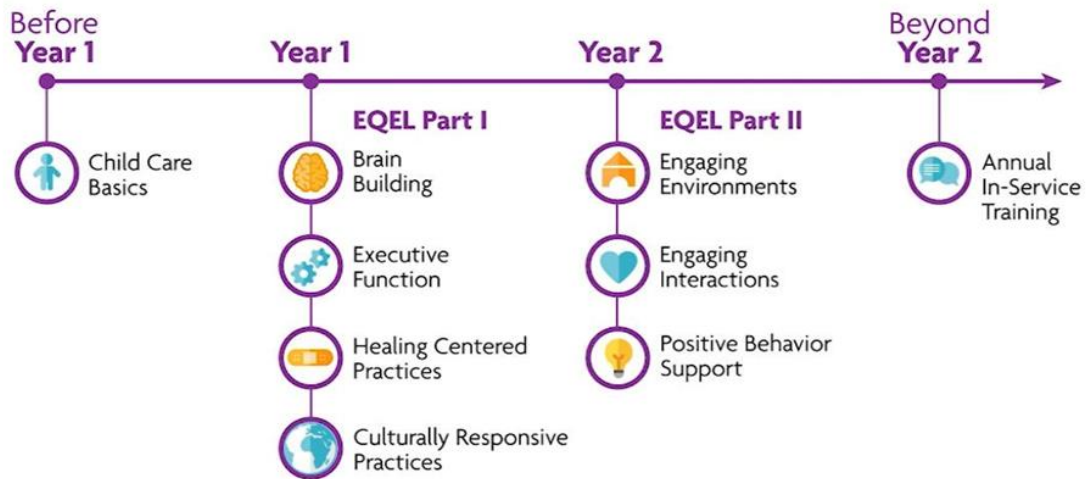 Before
Year 1
Child Care
Basics
Year 1
EQEL Part I
Brain
Building
Executive
Function
Healing Centered
Practices
Culturally Responsive
Practices
Year 2
EQEL Part II
Engaging
Environments
Engaging
Interactions
Positive Behavior
Support
Beyond
Year 2
Annual
In-Service
Training